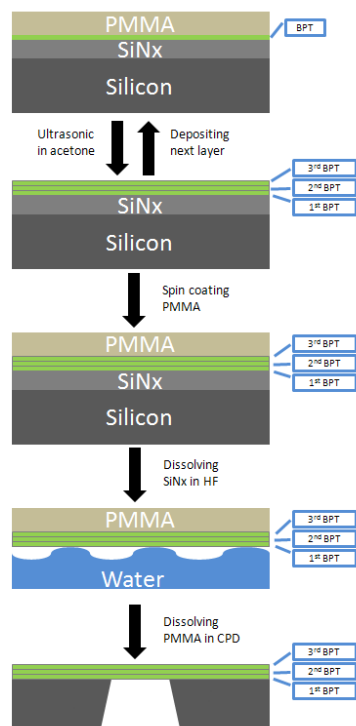 PMMA
BPT
SiNx
Silicon
Ultrasonic
in acetone
Depositing
next layer
3rd BPT
2nd BPT
1st BPT
SiNx
Silicon
Spin coating
PMMA
PMMA
3rd BPT
2nd BPT
1st BPT
SiNx
Silicon
Dissolving
SiNx in HF
PMMA
3rd BPT
2nd BPT
1st BPT
Water
Dissolving
PMMA in CPD
3rd BPT
2nd BPT
1st BPT